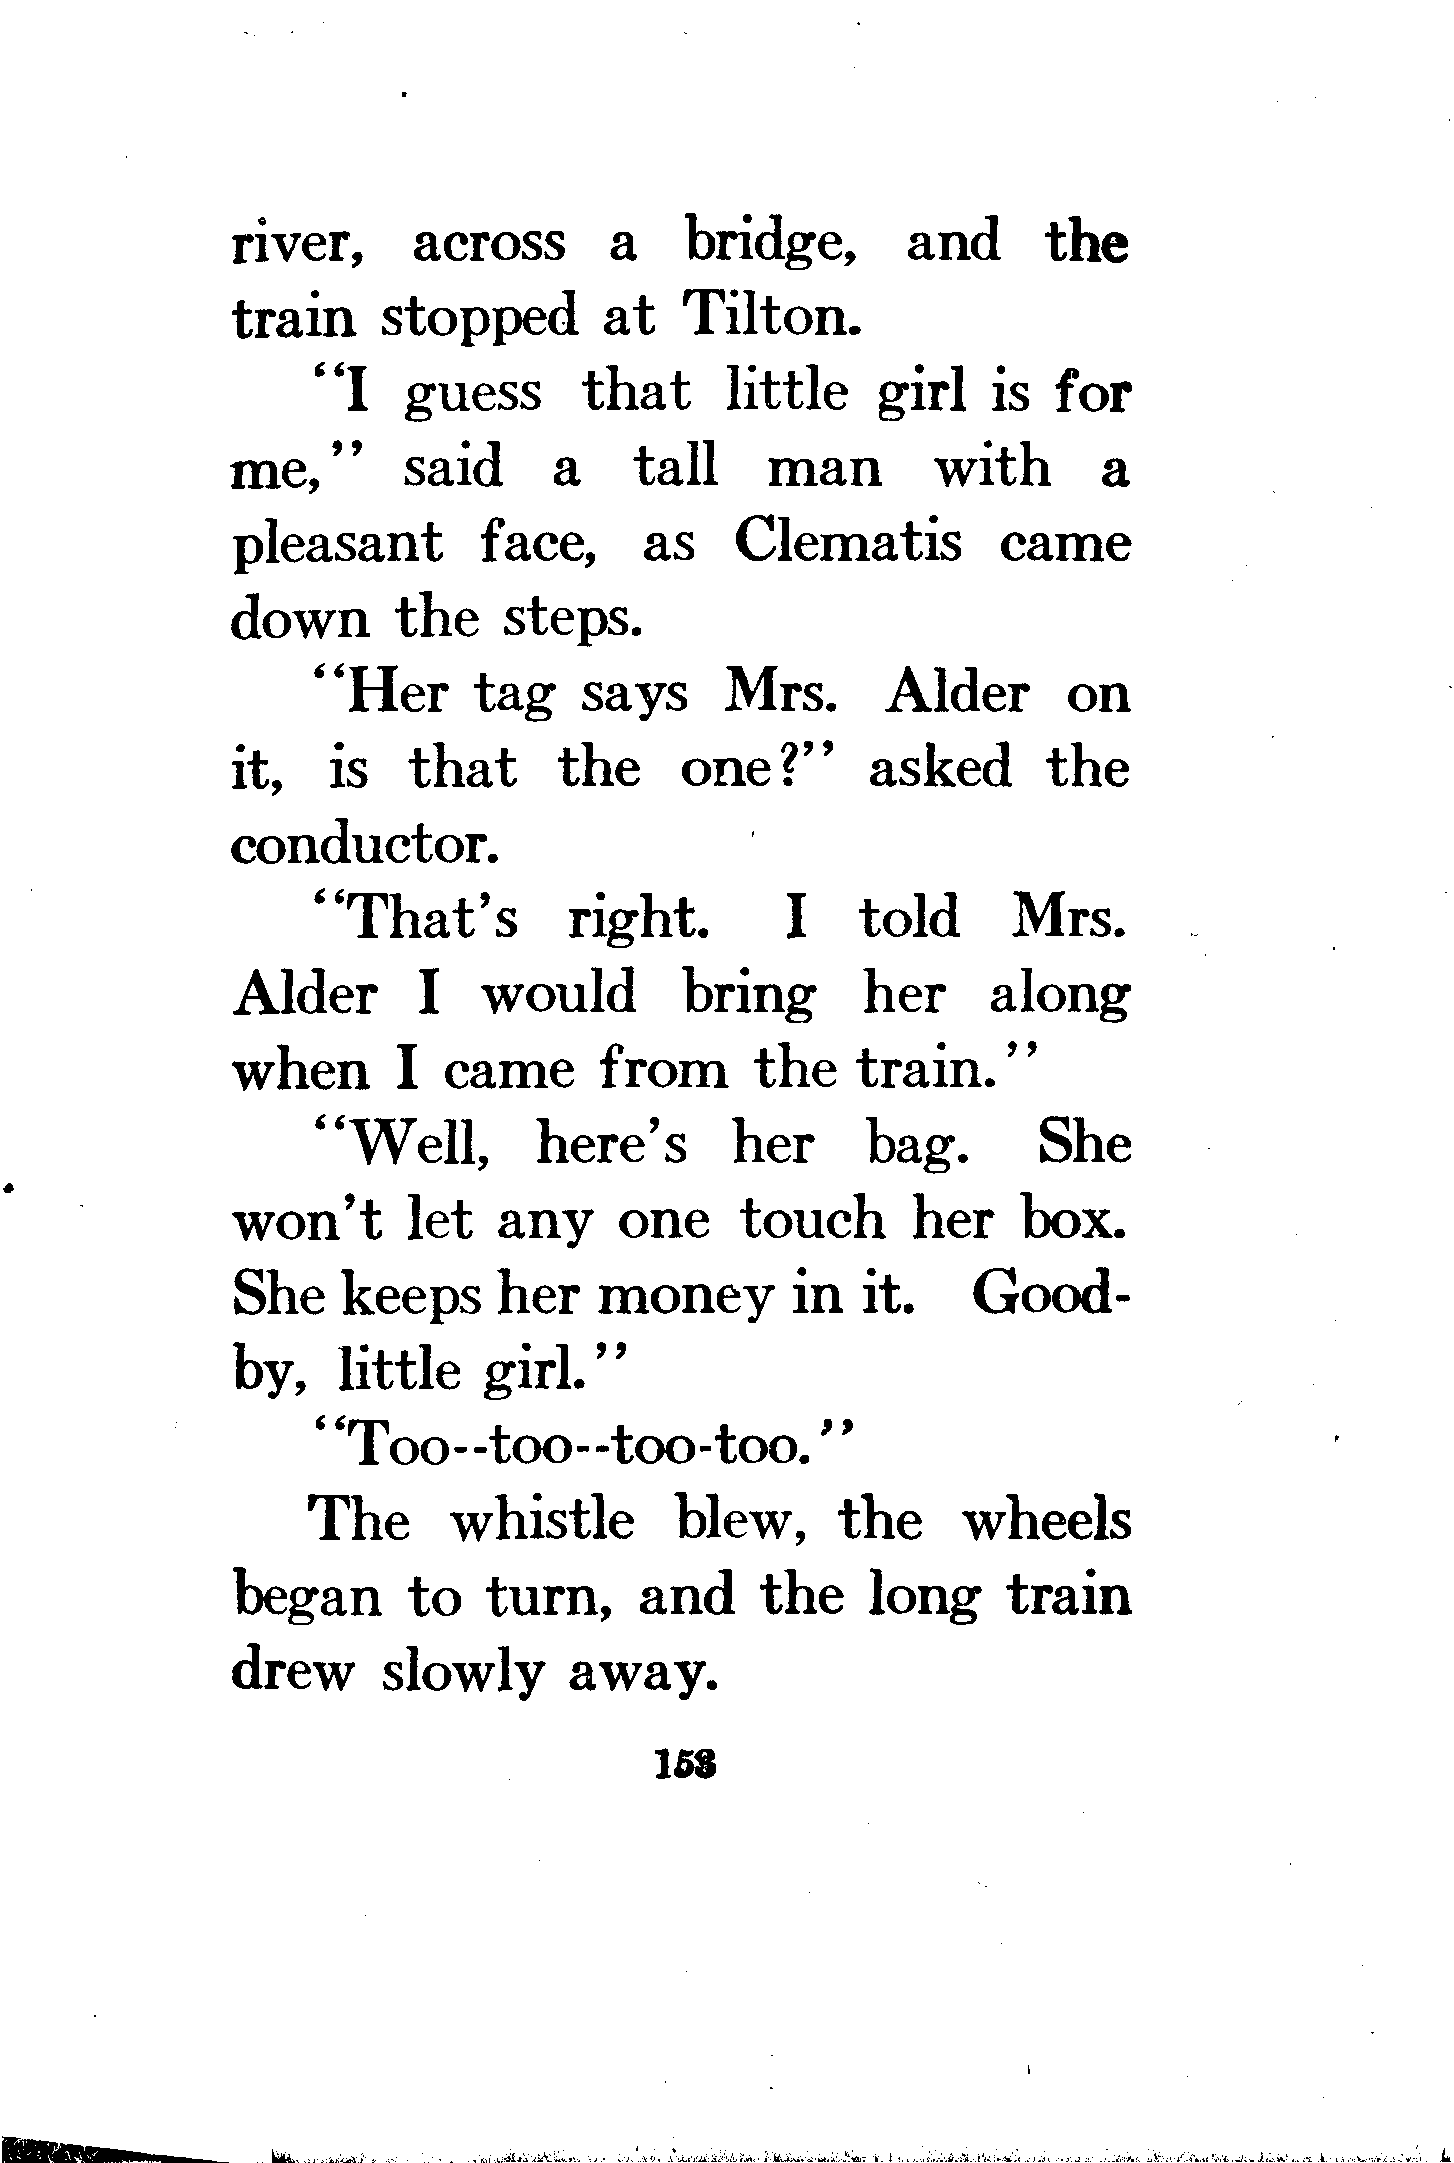 river, across a bridge, and the
train stopped at Tilton.
"I guess that little girl is for
me," said a tall man with a
pleasant face, as Clematis came
down the steps.
"Her tag says Mrs. Alder on
it, is that the one?" asked the
conductor.
"That's right. I told Mrs.
Alder I would bring her along
when I came from the train."
"Well, here's her bag. She
won't let any one touch her box.
She keeps her money in it. Good-
by, little girl."
"Too--too--too-too."
The whistle blew, the wheels
began to turn, and the long train
drew slowly away.
153